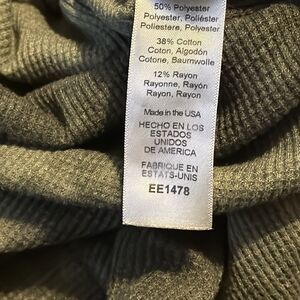 50% Polyester
Polyester, Poliéster
Poliestere, Polyester
38% Cotton
Coton, Algodón
Cotone, Baumwolle
12% Rayon
Rayonne, Rayón
Rayon, Rayon
Made in the USA
HECHO EN LOS
ESTADOS
UNIDOS
DE AMERICA
FABRIQUE EN
ESTATS-UNIS
EE1478